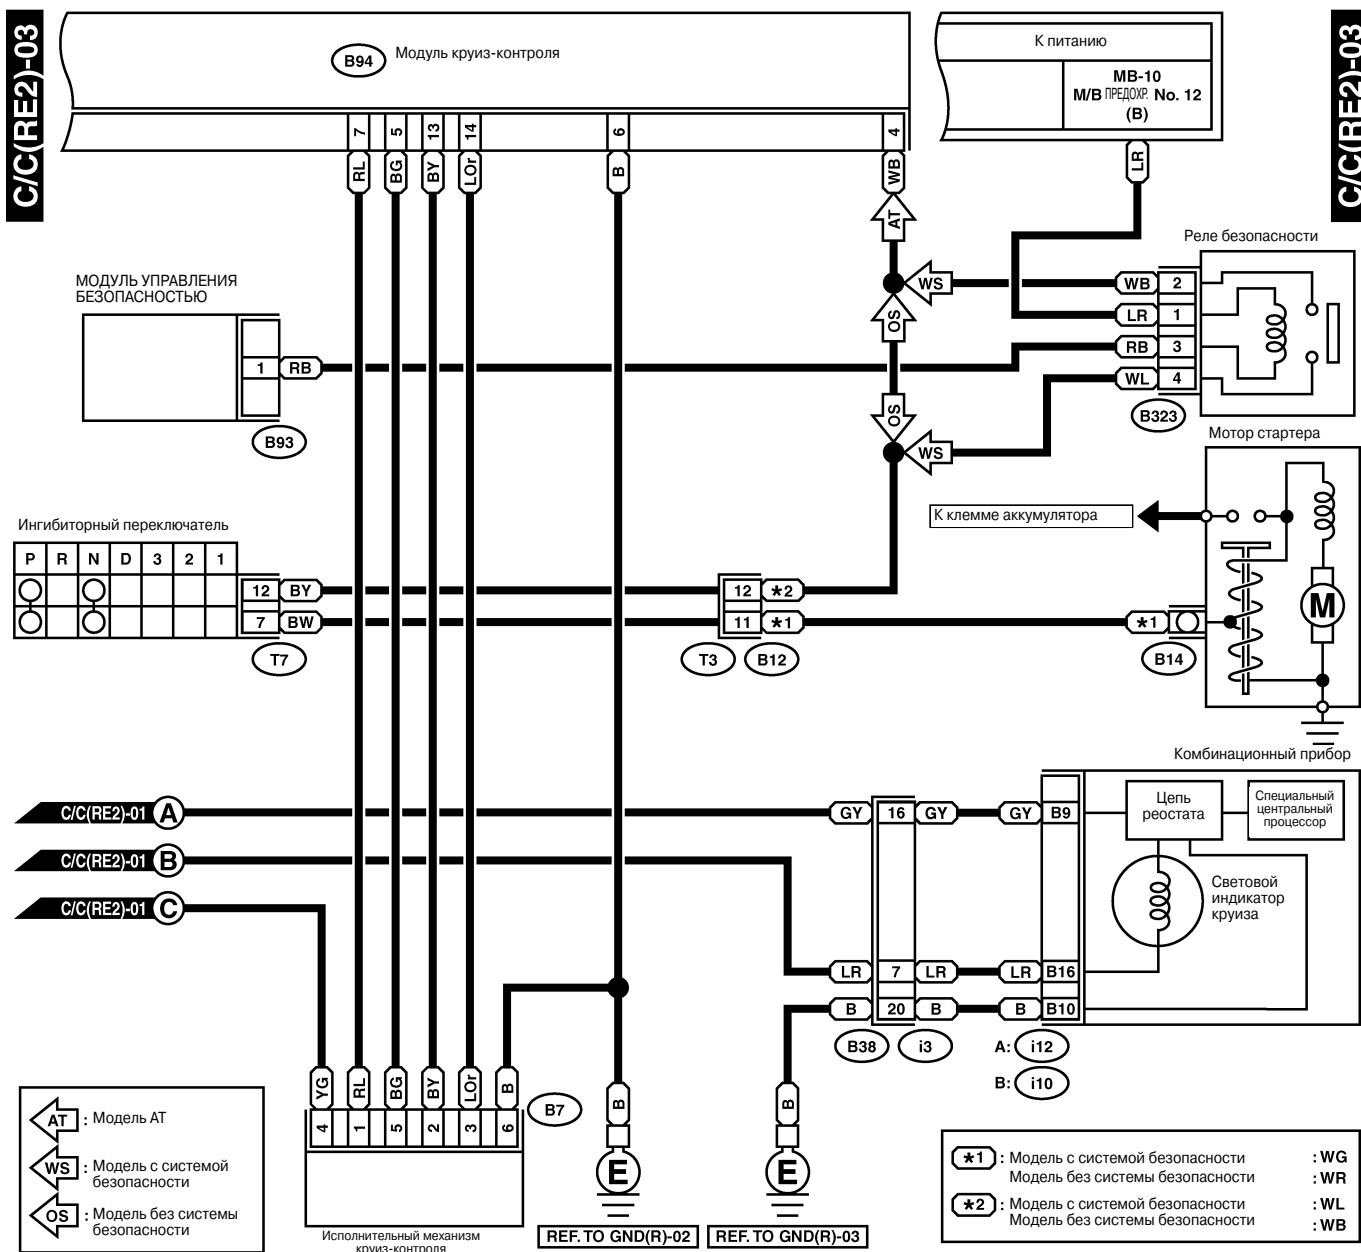 C/C(RE2)-03
C/C(RE2)-03
B94
Модуль круиз-контроля
К питанию
MB-10
M/B ПРЕДОХР. No. 12
(B)
7
5
13
14
6
4
RL
BG
BY
LOr
B
WB
LR
AT
WS
OS
OS
WS
Реле безопасности
WB 2
LR 1
RB 3
WL 4
B323
МОДУЛЬ УПРАВЛЕНИЯ
БЕЗОПАСНОСТЬЮ
1 RB
B93
Мотор стартера
К клемме аккумулятора
M
Ингибиторный переключатель
P R N D 3 2 1
12 BY
7 BW
T7
12 *2
11 *1
T3
B12
*1
B14
Комбинационный прибор
C/C(RE2)-01 A
C/C(RE2)-01 B
C/C(RE2)-01 C
GY 16 GY
GY B9
Цепь
реостата
Специальный
центральный
процессор
Световой
индикатор
круиза
LR 7 LR
LR B16
B 20 B
B B10
B38
i3
A: i12
B: i10
YG
RL
BG
BY
LOr
B
4
1
5
2
3
6
B7
Исполнительный механизм
круиз-контроля
B
E
REF. TO GND(R)-02
B
E
REF. TO GND(R)-03
AT : Модель AT
WS : Модель с системой
безопасности
OS : Модель без системы
безопасности
*1 : Модель с системой безопасности : WG
Модель без системы безопасности : WR
*2 : Модель с системой безопасности : WL
Модель без системы безопасности : WB